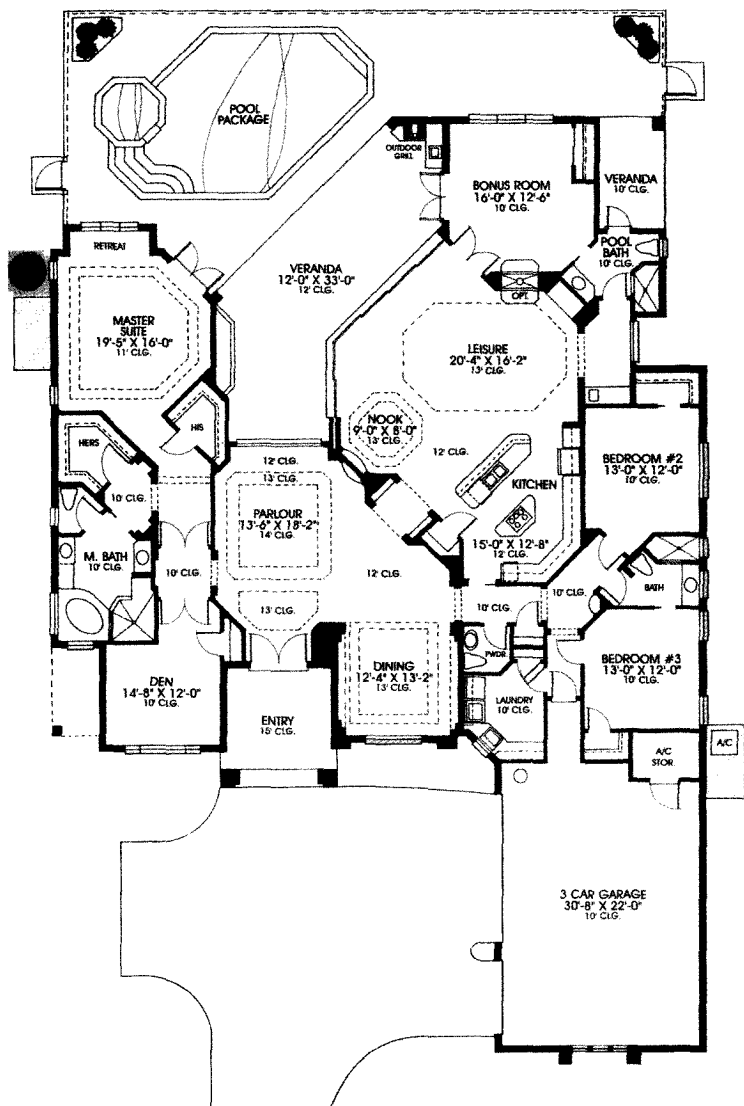 POOL
PACKAGE
OUTDOOR
GRILL
BONUS ROOM
16'-0" X 12'-6"
10' CLG.
VERANDA
10' CLG.
RETREAT
POOL
BATH
10' CLG.
VERANDA
12'-0" X 33'-0"
12' CLG.
OPT.
MASTER
SUITE
19'-5" X 16'-0"
11' CLG.
LEISURE
20'-4" X 16'-2"
13' CLG.
HIS
HERS
NOOK
9'-0" X 8'-0"
13' CLG.
12' CLG.
BEDROOM #2
13'-0" X 12'-0"
10' CLG.
12' CLG.
13' CLG.
KITCHEN
15'-0" X 12'-8"
12' CLG.
10' CLG.
PARLOUR
13'-6" X 18'-2"
14' CLG.
M. BATH
10' CLG.
10' CLG.
12' CLG.
13' CLG.
10' CLG.
10' CLG.
BATH
PWDR.
DEN
14'-8" X 12'-0"
10' CLG.
DINING
12'-4" X 13'-2"
13' CLG.
BEDROOM #3
13'-0" X 12'-0"
10' CLG.
LAUNDRY
10' CLG.
ENTRY
15' CLG.
A/C
STOR.
A/C
3 CAR GARAGE
30'-8" X 22'-0"
10' CLG.